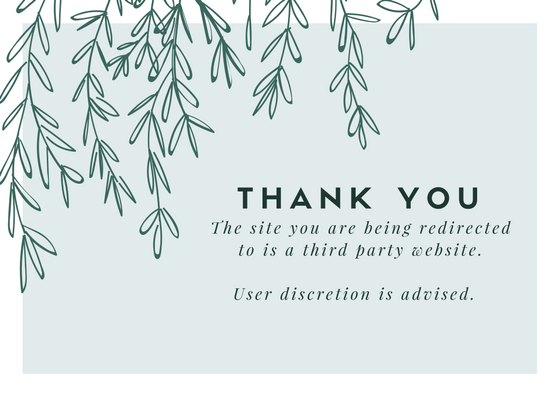 THANK YOU
The site you are being redirected
to is a third party website.
User discretion is advised.